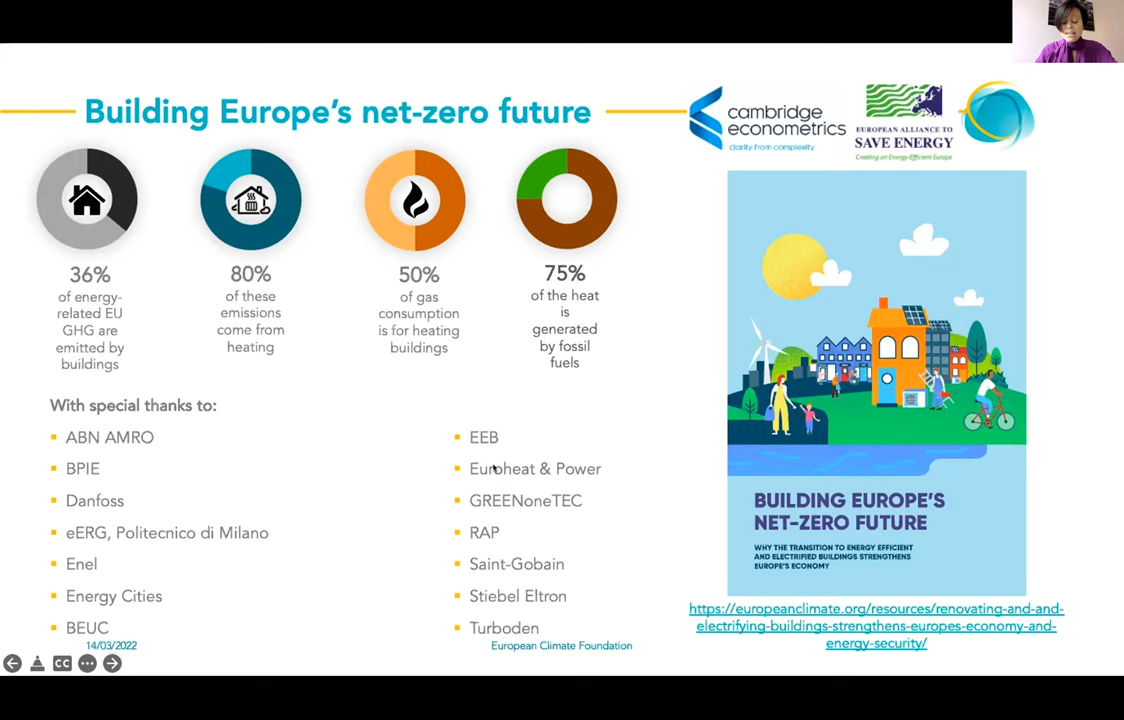 Building Europe's net-zero future
cambridge
econometrics
clarity from complexity
EUROPEAN ALLIANCE TO
SAVE ENERGY
Creating an Energy-Efficient Europe
36%
of energy-
related EU
GHG are
emitted by
buildings
80%
of these
emissions
come from
heating
50%
of gas
consumption
is for heating
buildings
75%
of the heat
is
generated
by fossil
fuels
With special thanks to:
ABN AMRO
BPIE
Danfoss
eERG, Politecnico di Milano
Enel
Energy Cities
BEUC
EEB
Euroheat & Power
GREENoneTEC
RAP
Saint-Gobain
Stiebel Eltron
Turboden
BUILDING EUROPE'S
NET-ZERO FUTURE
WHY THE TRANSITION TO ENERGY EFFICIENT
AND ELECTRIFIED BUILDINGS STRENGTHENS
EUROPE'S ECONOMY
https://europeanclimate.org/resources/renovating-and-and-
electrifying-buildings-strengthens-europes-economy-and-
energy-security/
14/03/2022
European Climate Foundation
CC